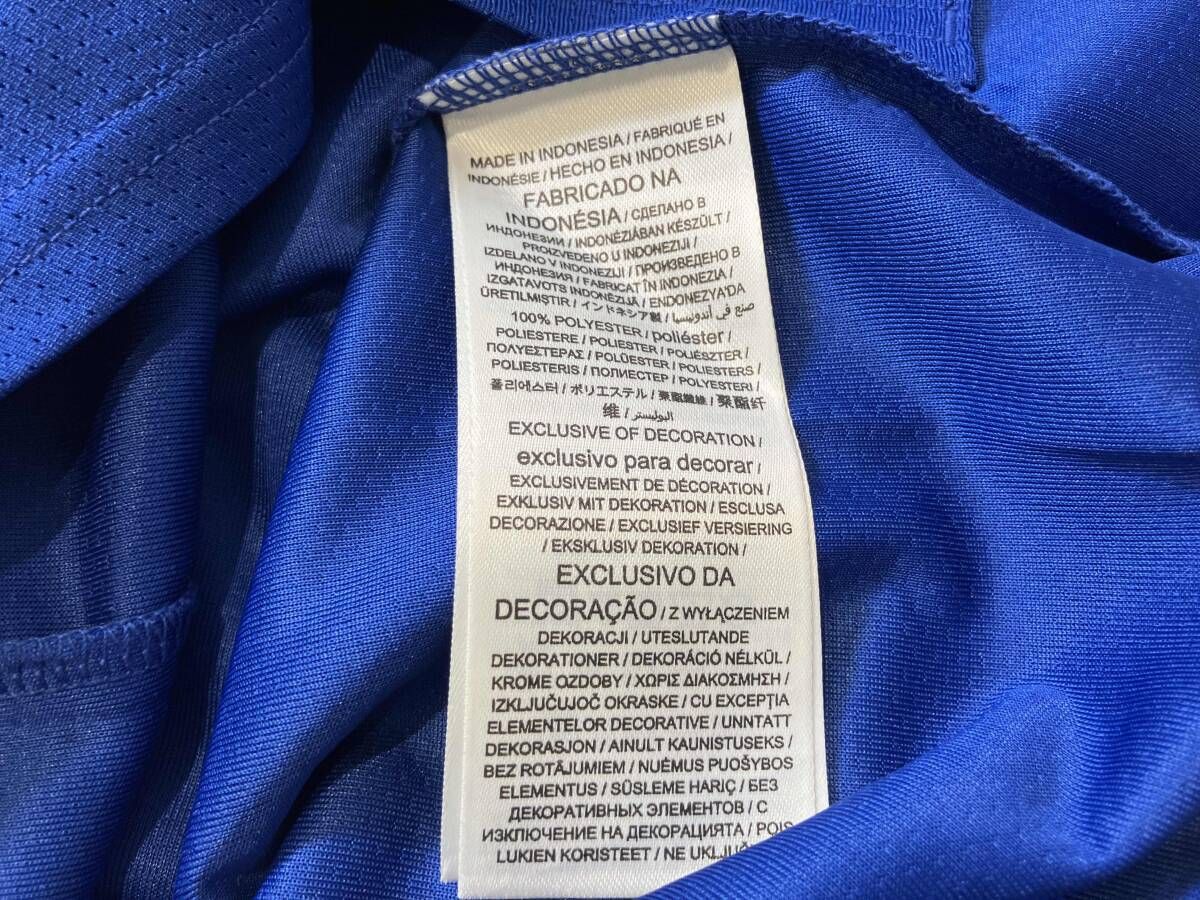 MADE IN INDONESIA / FABRIQUÉ EN
INDONÉSIE / HECHO EN INDONESIA /
FABRICADO NA
INDONÉSIA / СДЕЛАНО В
ИНДОНЕЗИИ / INDONÉZIÁBAN KÉSZÜLT /
PROIZVEDENO U INDONEZIJI /
IZDELANO V INDONEZIJI / ПРОИЗВЕДЕНО В
ИНДОНЕЗИЯ / FABRICAT ÎN INDONEZIA /
IZGATAVOTS INDONĒZIJĀ / ENDONEZYA'DA
ÜRETILMIŞTIR / インドネシア製 / صنع في أندونيسيا
100% POLYESTER / poliéster /
POLIESTERE / POLIESTER / POLIÉSZTER /
ΠΟΛΥΕΣΤΕΡΑΣ / POLÜESTER / POLIESTERS /
POLIESTERIS / ПОЛИЕСТЕР / POLYESTERI /
폴리에스터 / ポリエステル / 聚酯纖維 / 聚酯纤
维 / البوليستر
EXCLUSIVE OF DECORATION /
exclusivo para decorar /
EXCLUSIVEMENT DE DÉCORATION /
EXKLUSIV MIT DEKORATION / ESCLUSA
DECORAZIONE / EXCLUSIEF VERSIERING
/ EKSKLUSIV DEKORATION /
EXCLUSIVO DA
DECORAÇÃO / Z WYŁĄCZENIEM
DEKORACJI / UTESLUTANDE
DEKORATIONER / DEKORÁCIÓ NÉLKÜL /
KROME OZDOBY / ΧΩΡΙΣ ΔΙΑΚΟΣΜΗΣΗ /
IZKLJUČUJOČ OKRASKE / CU EXCEPŢIA
ELEMENTELOR DECORATIVE / UNNTATT
DEKORASJON / AINULT KAUNISTUSEKS /
BEZ ROTĀJUMIEM / NUĖMUS PUOŠYBOS
ELEMENTUS / SÜSLEME HARIÇ / БЕЗ
ДЕКОРАТИВНЫХ ЭЛЕМЕНТОВ / С
ИЗКЛЮЧЕНИЕ НА ДЕКОРАЦИЯТА / POIS
LUKIEN KORISTEET / NE